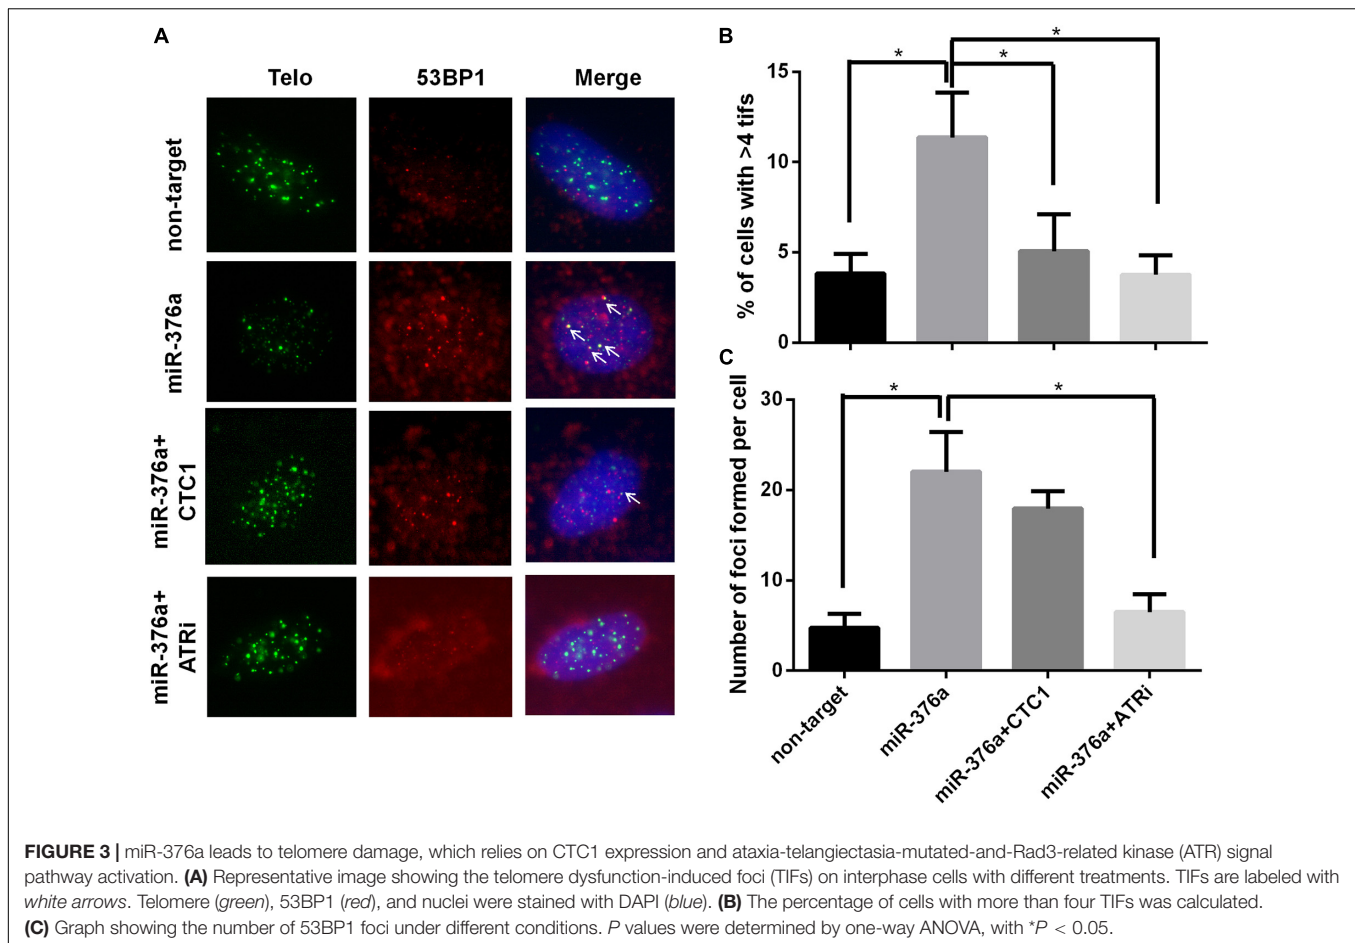 A
Telo 53BP1 Merge
non-target
miR-376a
miR-376a+
CTC1
miR-376a+
ATRi
B
% of cells with >4 tifs
15
10
5
0
* * *
C
Number of foci formed per cell
30
20
10
0
* *
non-target
miR-376a
miR-376a+CTC1
miR-376a+ATRi
FIGURE 3 | miR-376a leads to telomere damage, which relies on CTC1 expression and ataxia-telangiectasia-mutated-and-Rad3-related kinase (ATR) signal
pathway activation. (A) Representative image showing the telomere dysfunction-induced foci (TIFs) on interphase cells with different treatments. TIFs are labeled with
white arrows. Telomere (green), 53BP1 (red), and nuclei were stained with DAPI (blue). (B) The percentage of cells with more than four TIFs was calculated.
(C) Graph showing the number of 53BP1 foci under different conditions. P values were determined by one-way ANOVA, with *P < 0.05.